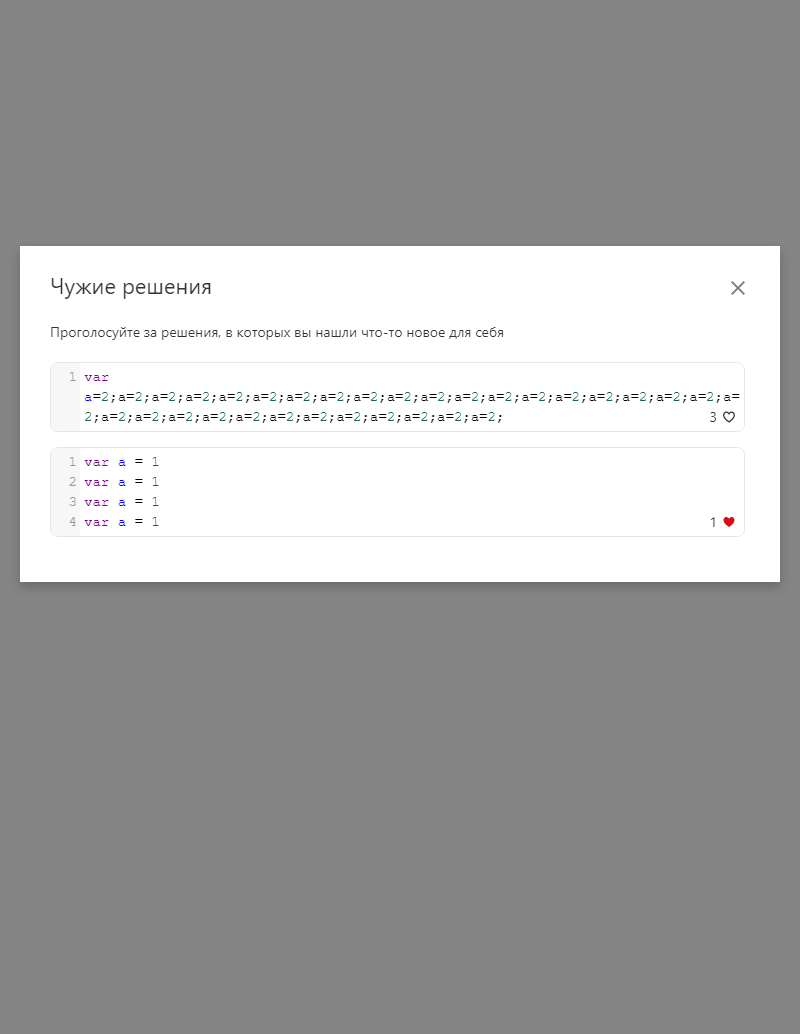 Чужие решения
Проголосуйте за решения, в которых вы нашли что-то новое для себя
1 var
a=2;a=2;a=2;a=2;a=2;a=2;a=2;a=2;a=2;a=2;a=2;a=2;a=2;a=2;a=2;a=2;a=2;a=2;a=2;a=
2;a=2;a=2;a=2;a=2;a=2;a=2;a=2;a=2;a=2;a=2;a=2;a=2; 3
1 var a = 1
2 var a = 1
3 var a = 1
4 var a = 1 1